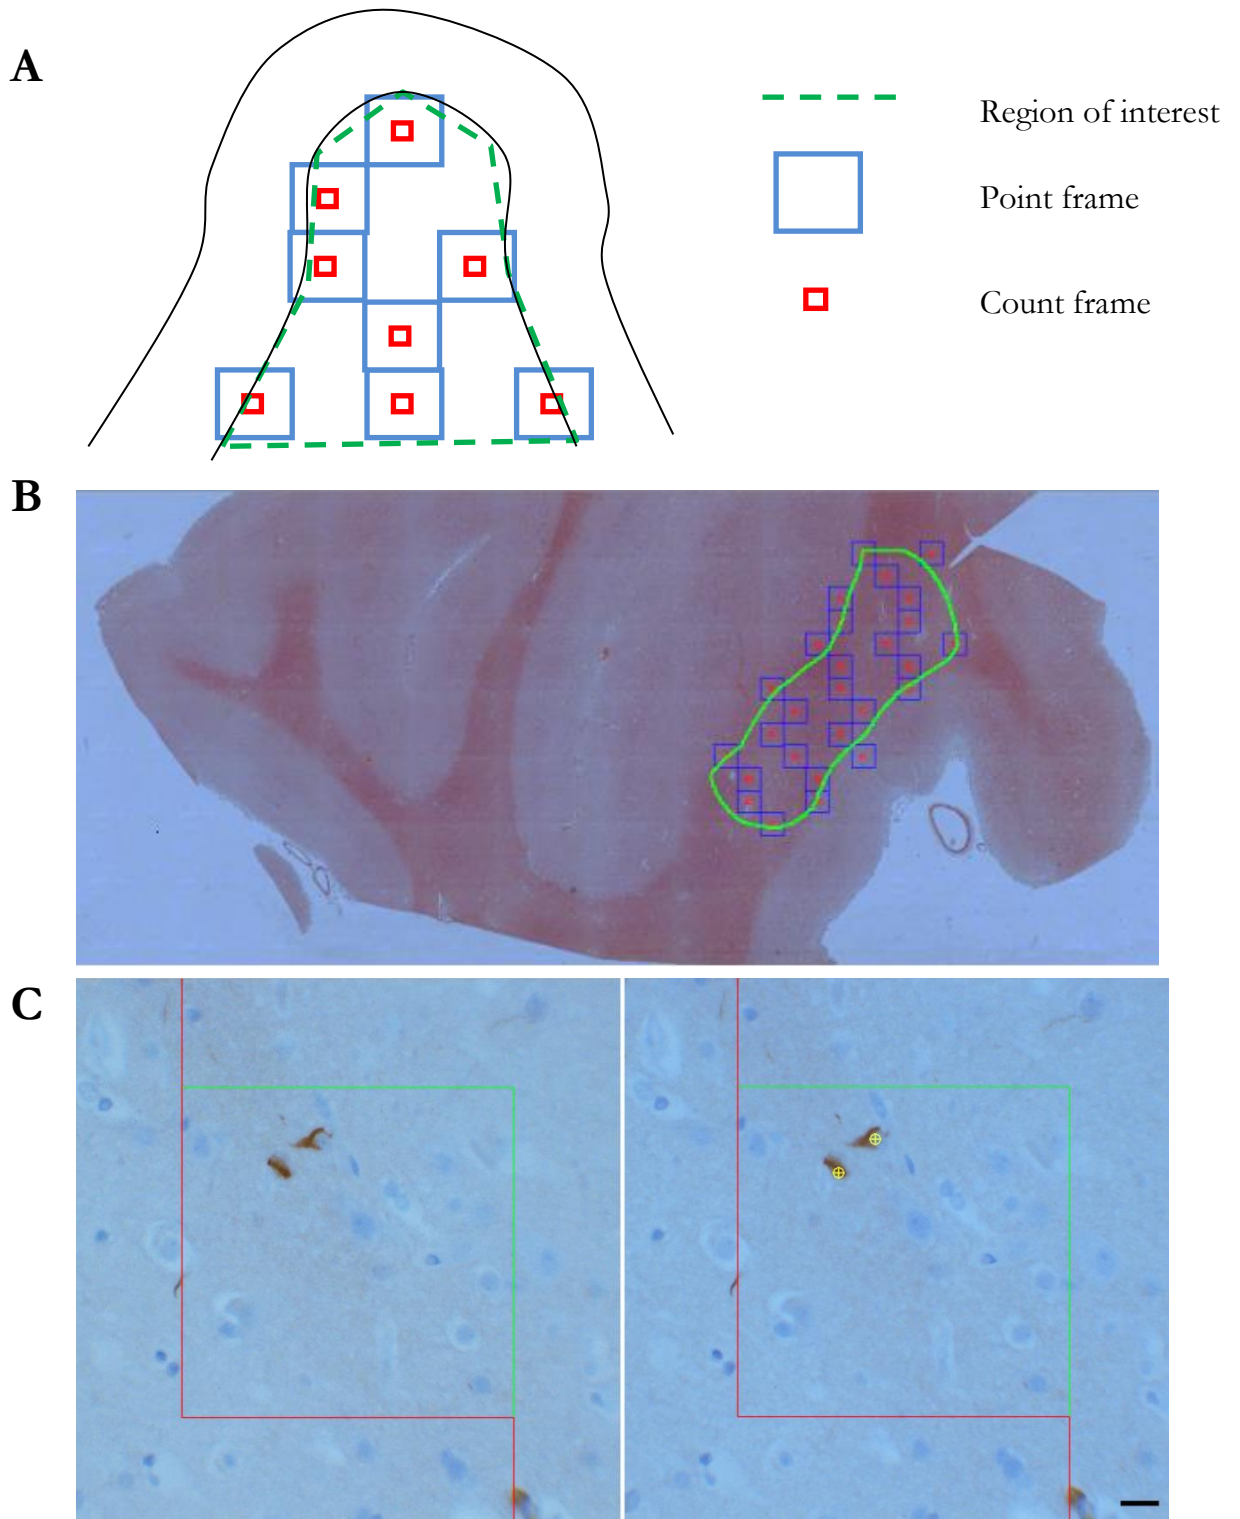 A
Region of interest
Point frame
Count frame
B
C